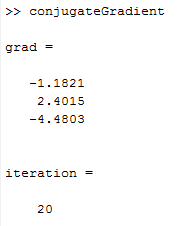 >> conjugateGradient
grad =
-1.1821
2.4015
-4.4803
iteration =
20